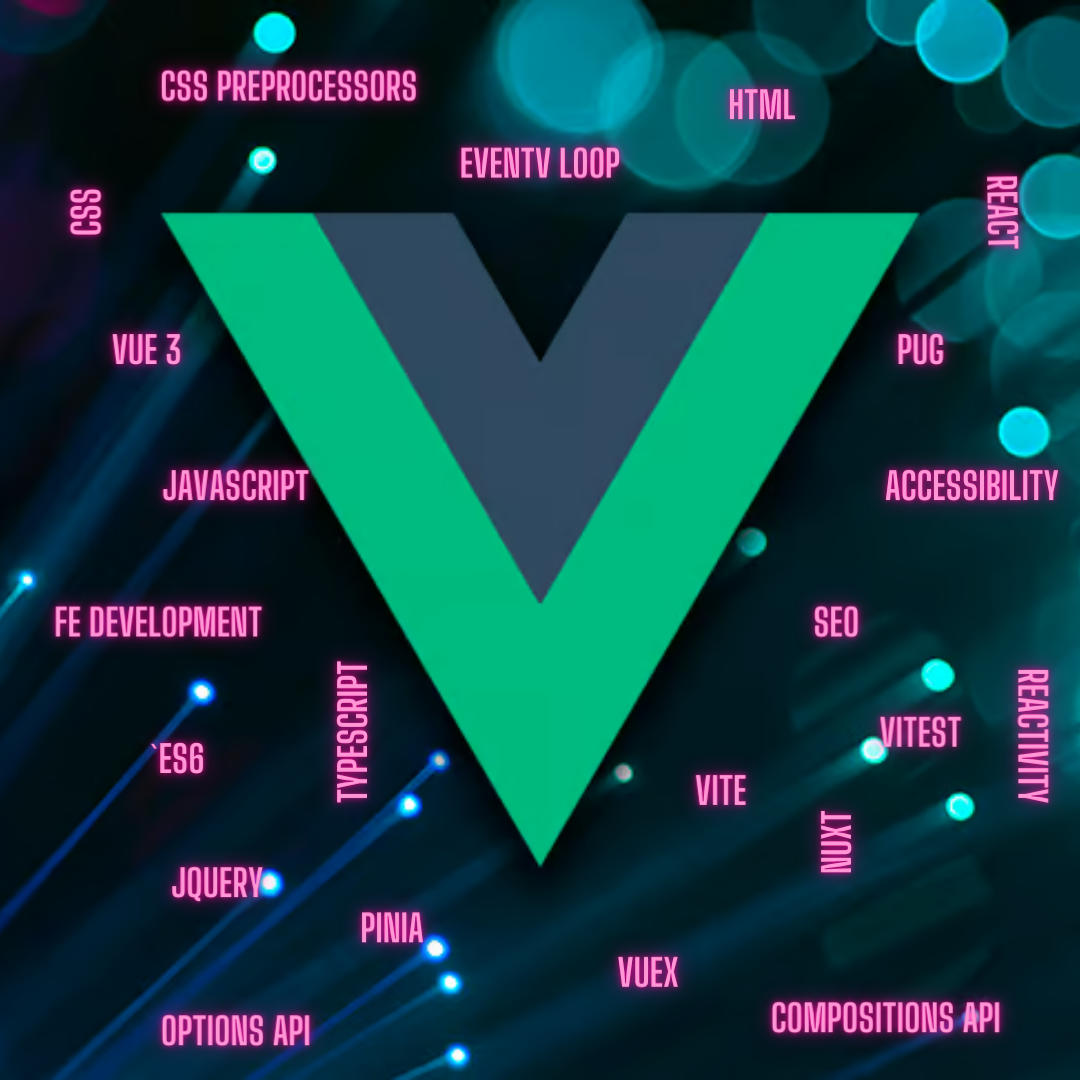 CSS PREPROCESSORS
HTML
EVENTV LOOP
CSS
REACT
VUE 3
PUG
JAVASCRIPT
ACCESSIBILITY
FE DEVELOPMENT
SEO
TYPESCRIPT
REACTIVITY
VITEST
`ES6
VITE
NUXT
JQUERY
PINIA
VUEX
COMPOSITIONS API
OPTIONS API